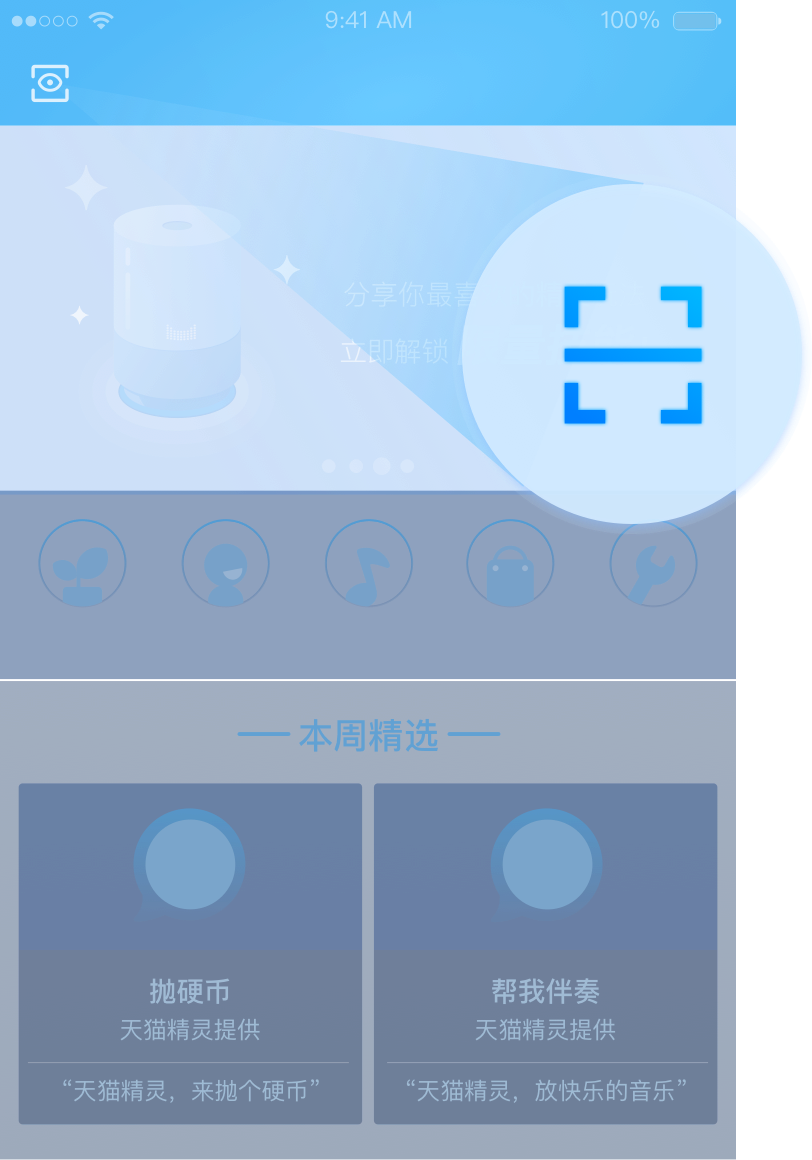 9:41 AM 100%
分享你最喜
立即解锁
本周精选
抛硬币 帮我伴奏
天猫精灵提供 天猫精灵提供
“天猫精灵，来抛个硬币” “天猫精灵，放快乐的音乐”